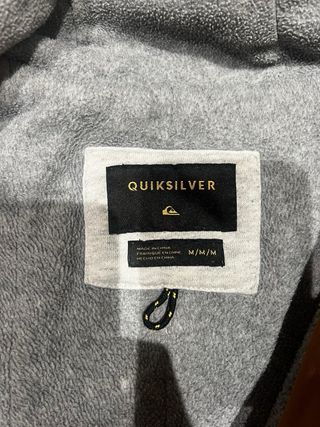 QUIKSILVER
MADE IN CHINA
FABRIQUÉ EN CHINE
HECHO EN CHINA
M/M/M